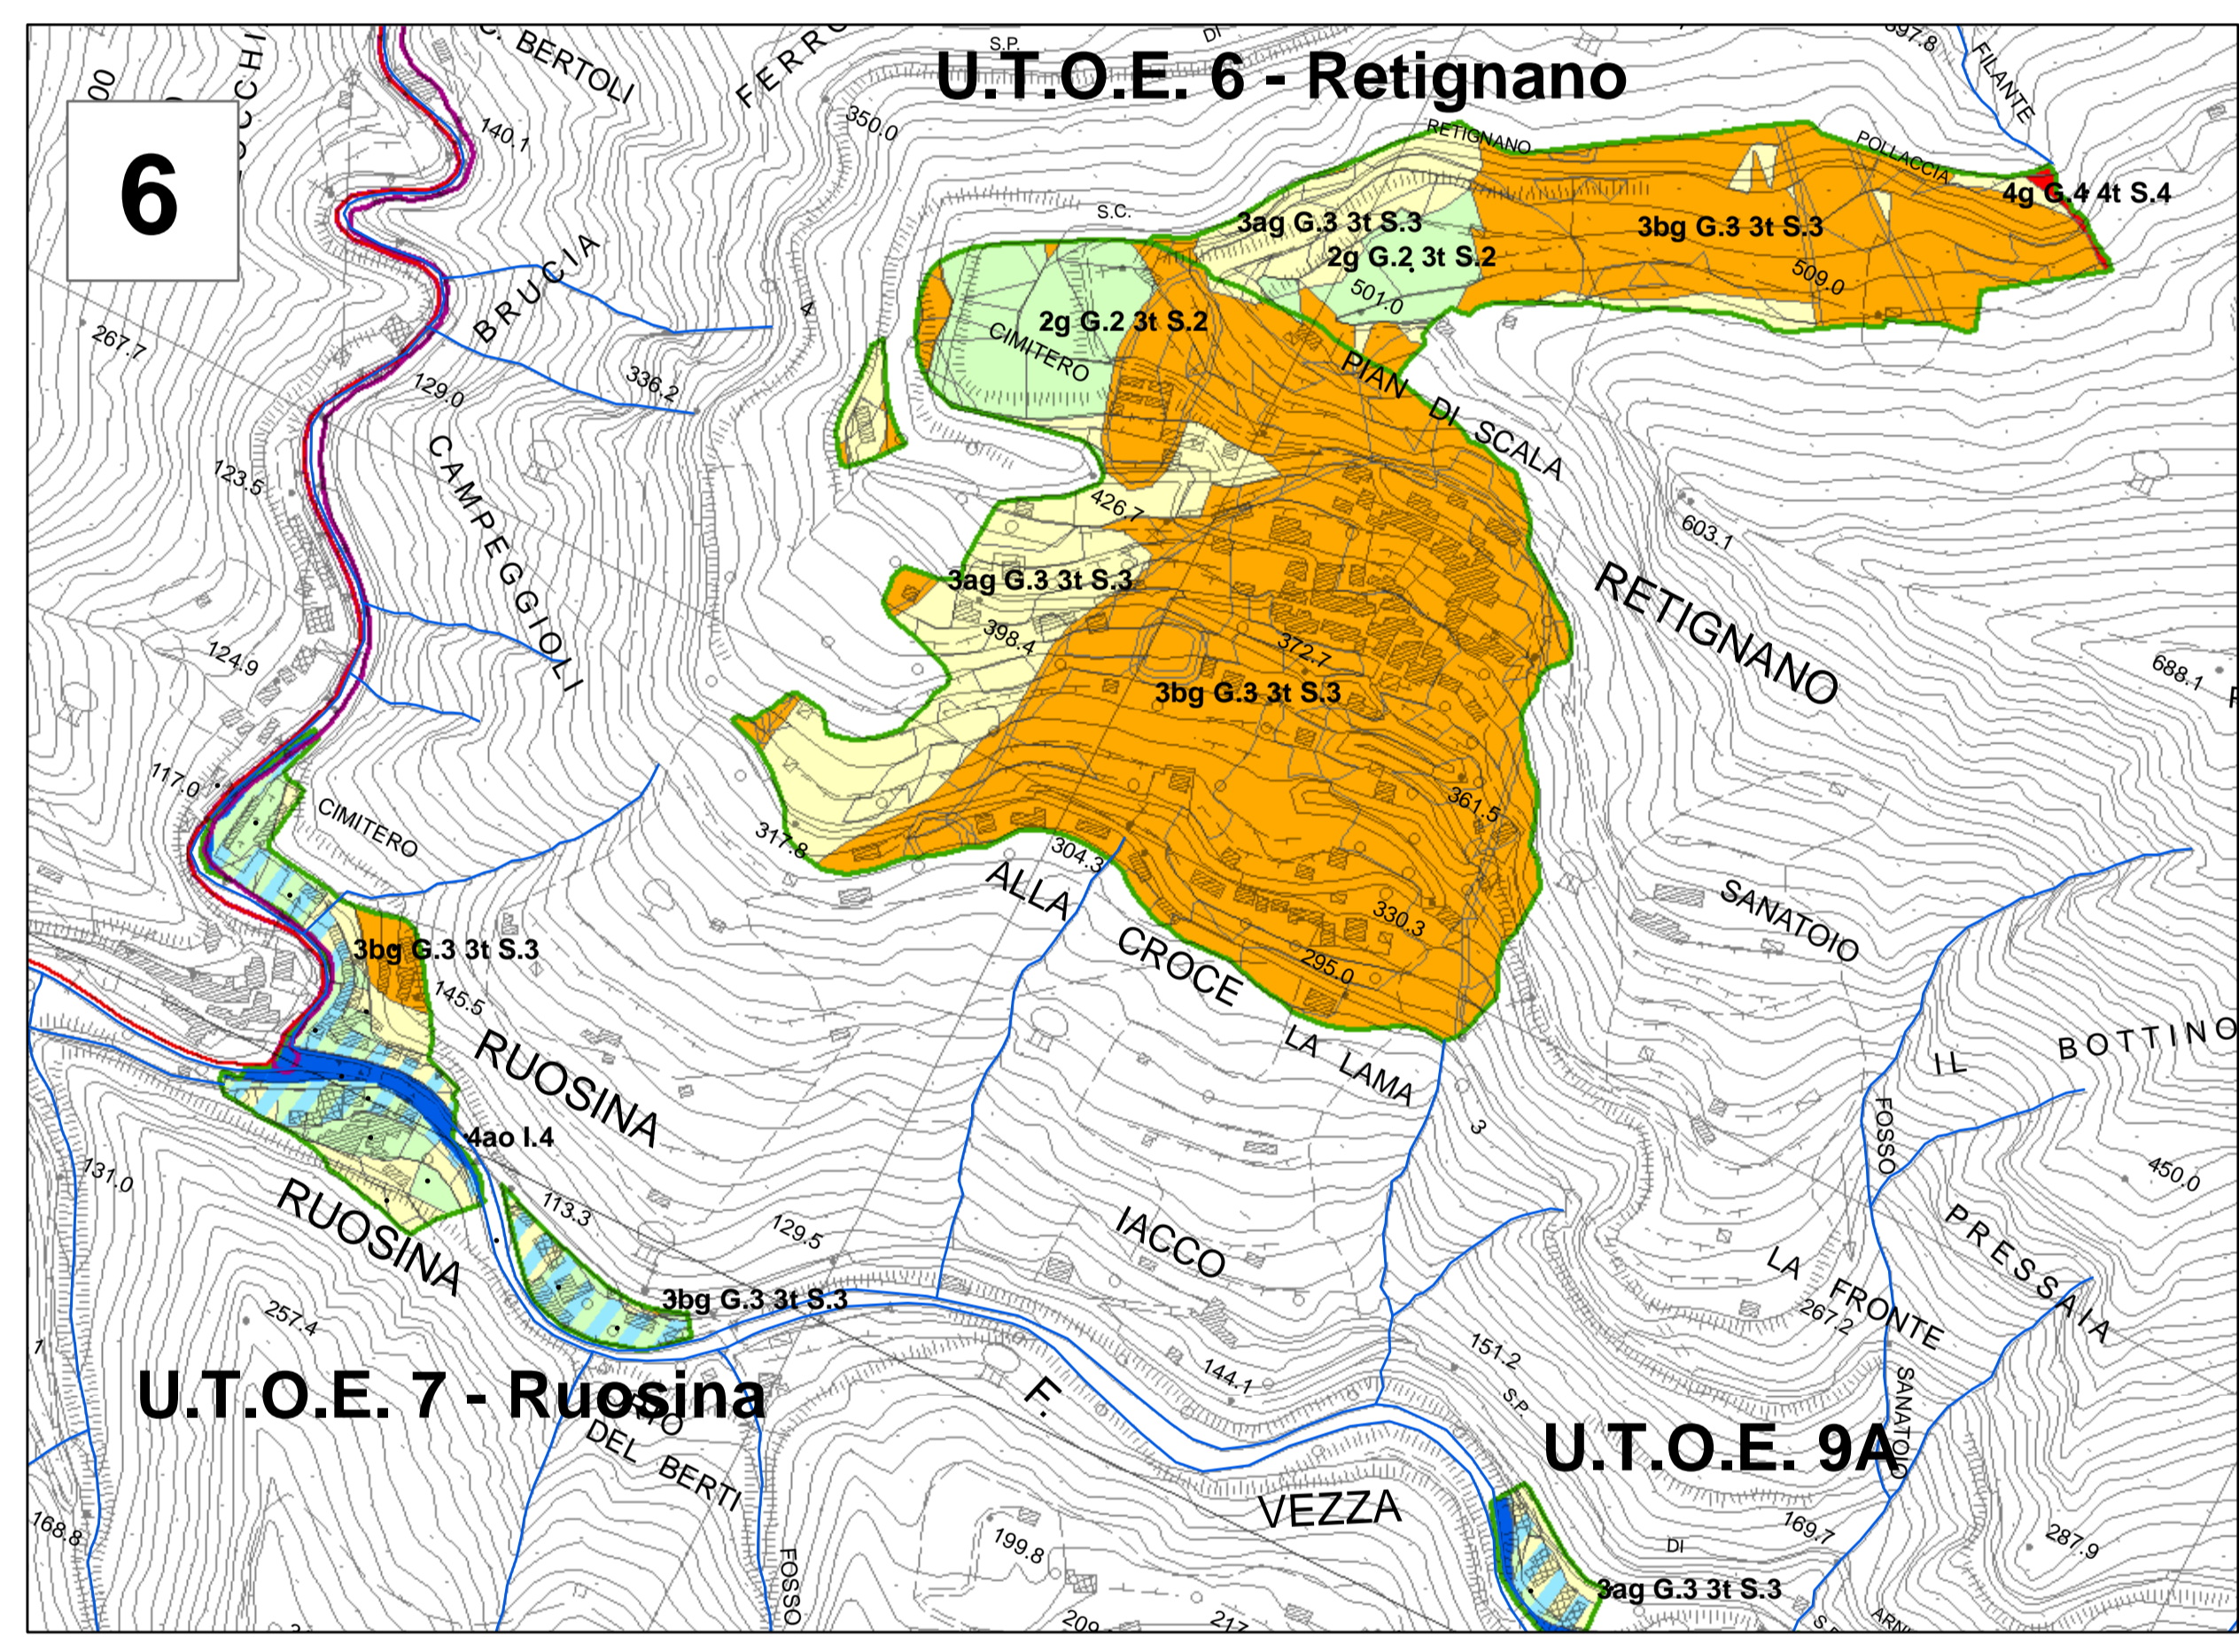 C. BERTOLI
FERRO
S.P.
DI
397.8
FILANTE
U.T.O.E. 6 - Retignano
00
6
140.1
350.0
RETIGNANO
POLLACCIA
4g G.4 4t S.4
S.C.
3ag G.3 3t S.3
3bg G.3 3t S.3
2g G.2 3t S.2
509.0
501.0
BRUCIA
4
2g G.2 3t S.2
CIMITERO
267.7
336.2
129.0
PIAN DI SCALA
CAMPEGGIOLI
123.5
426.7
603.1
3ag G.3 3t S.3
RETIGNANO
398.4
372.7
124.9
688.1
3bg G.3 3t S.3
117.0
CIMITERO
317.8
304.3
361.5
ALLA
CROCE
330.3
295.0
SANATOIO
3bg G.3 3t S.3
145.5
RUOSINA
LA LAMA
IL BOTTINO
4ao I.4
3
FOSSO
131.0
RUOSINA
113.3
129.5
IACCO
450.0
PRESSAIA
LA FRONTE
267.2
257.4
3bg G.3 3t S.3
1
151.2
144.1
U.T.O.E. 7 - Ruosina
RIO
DEL BERTI
F.
VEZZA
S.P.
U.T.O.E. 9A
SANATOIO
168.8
199.8
169.7
287.9
DI
FOSSO
3ag G.3 3t S.3
209
217